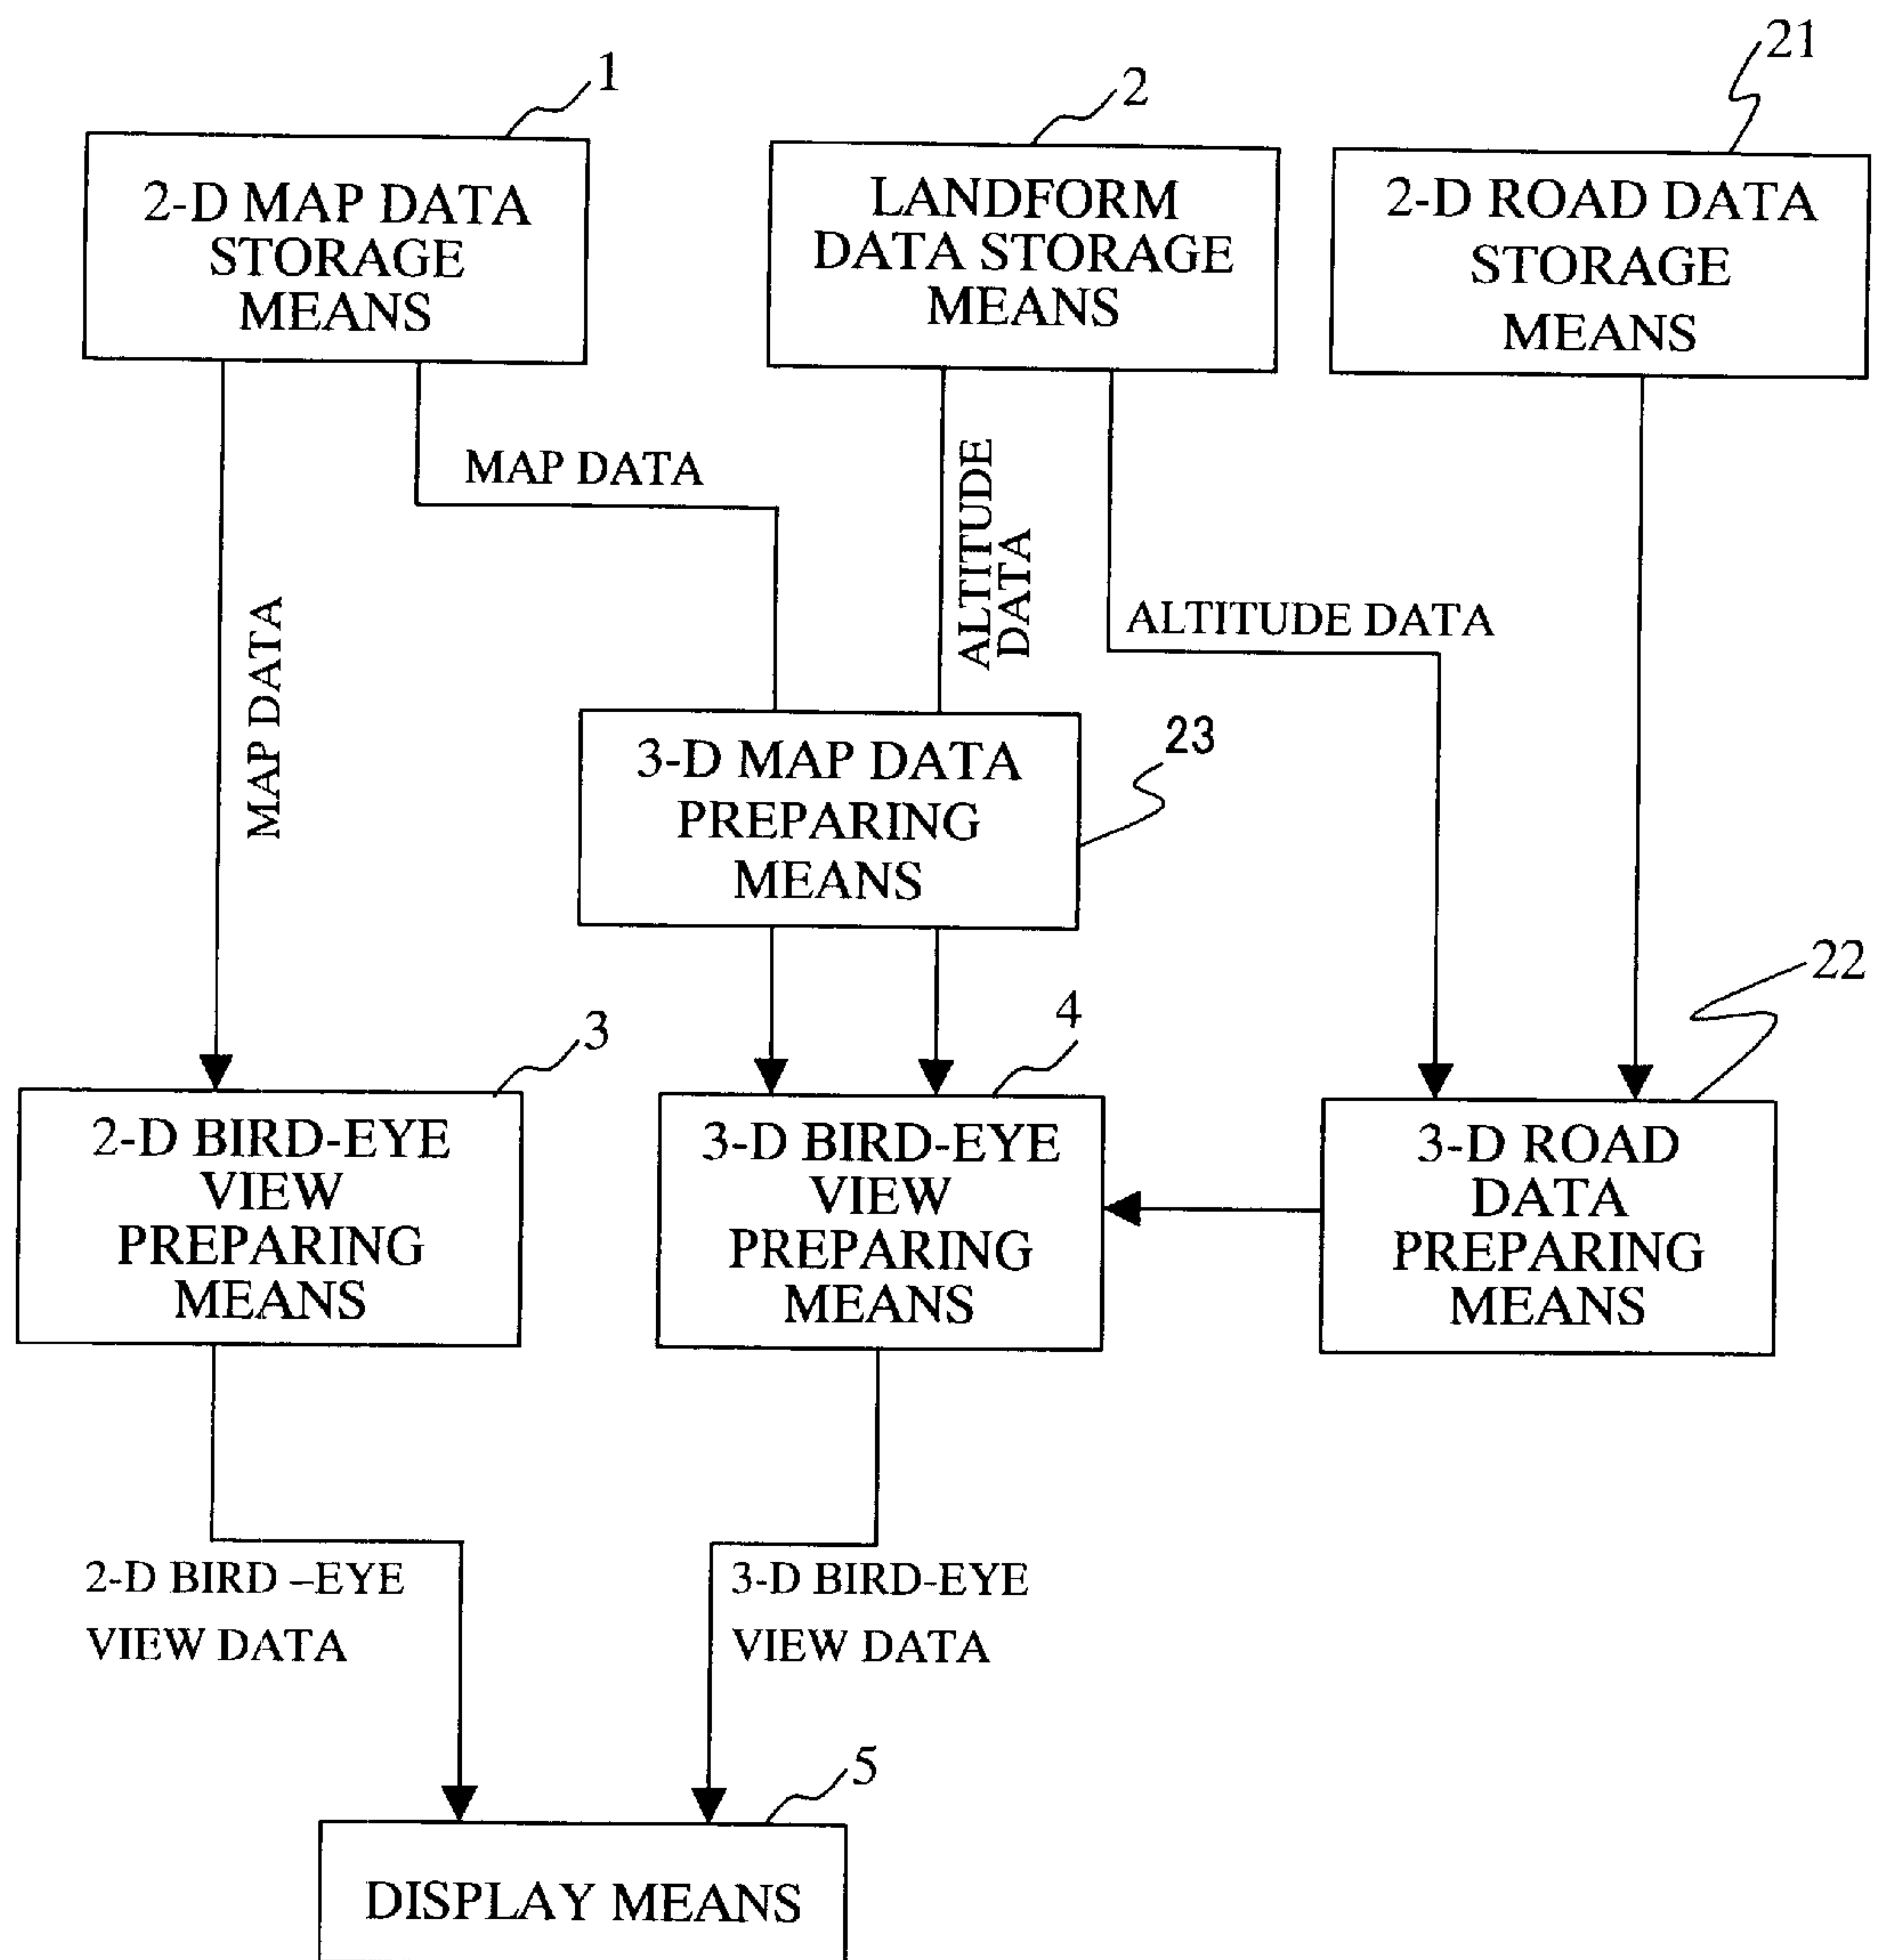 21
1
2
2-D MAP DATA
STORAGE
MEANS
LANDFORM
DATA STORAGE
MEANS
2-D ROAD DATA
STORAGE
MEANS
MAP DATA
ALTITUDE
DATA
ALTITUDE DATA
MAP DATA
3-D MAP DATA
PREPARING
MEANS
23
22
3
4
2-D BIRD-EYE
VIEW
PREPARING
MEANS
3-D BIRD-EYE
VIEW
PREPARING
MEANS
3-D ROAD
DATA
PREPARING
MEANS
2-D BIRD –EYE
VIEW DATA
3-D BIRD-EYE
VIEW DATA
5
DISPLAY MEANS